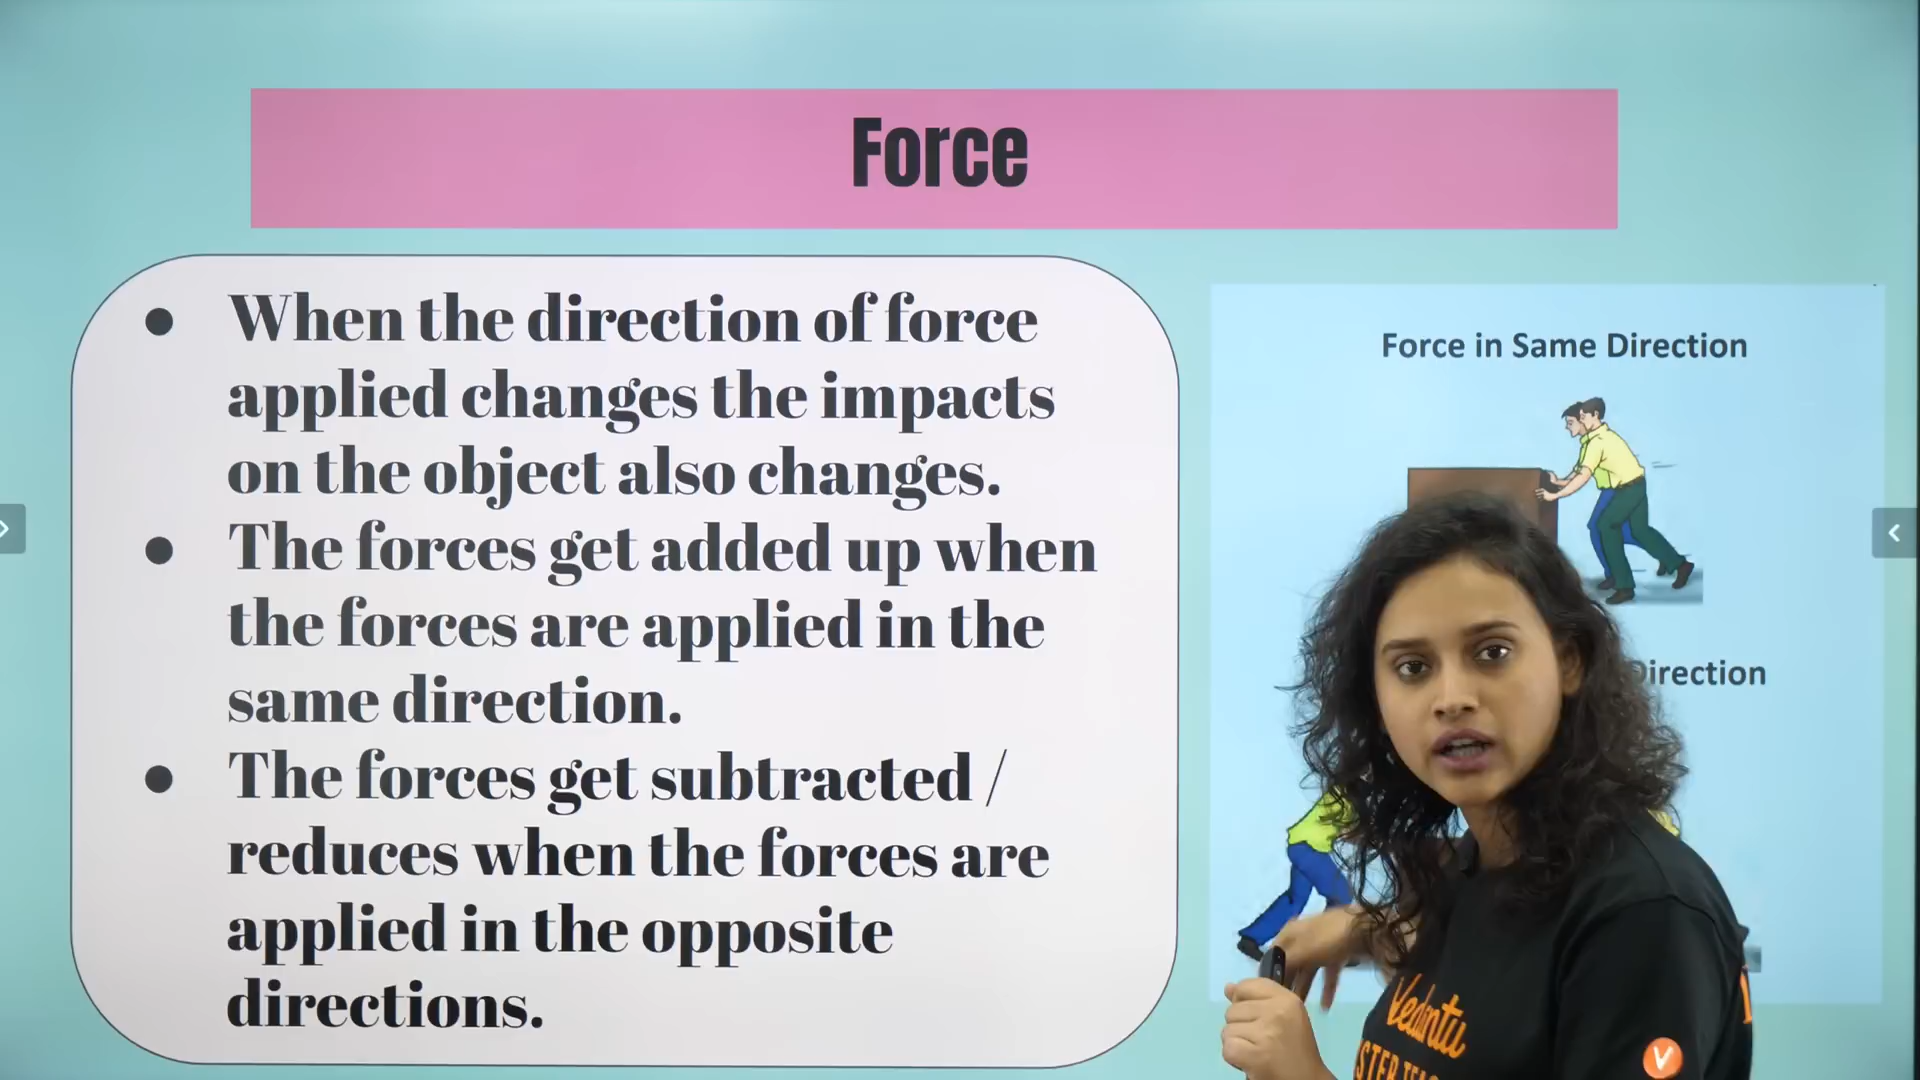 Force
When the direction of force
applied changes the impacts
on the object also changes.
The forces get added up when
the forces are applied in the
same direction.
The forces get subtracted /
reduces when the forces are
applied in the opposite
directions.
Force in Same Direction
Direction
Vedantu
V